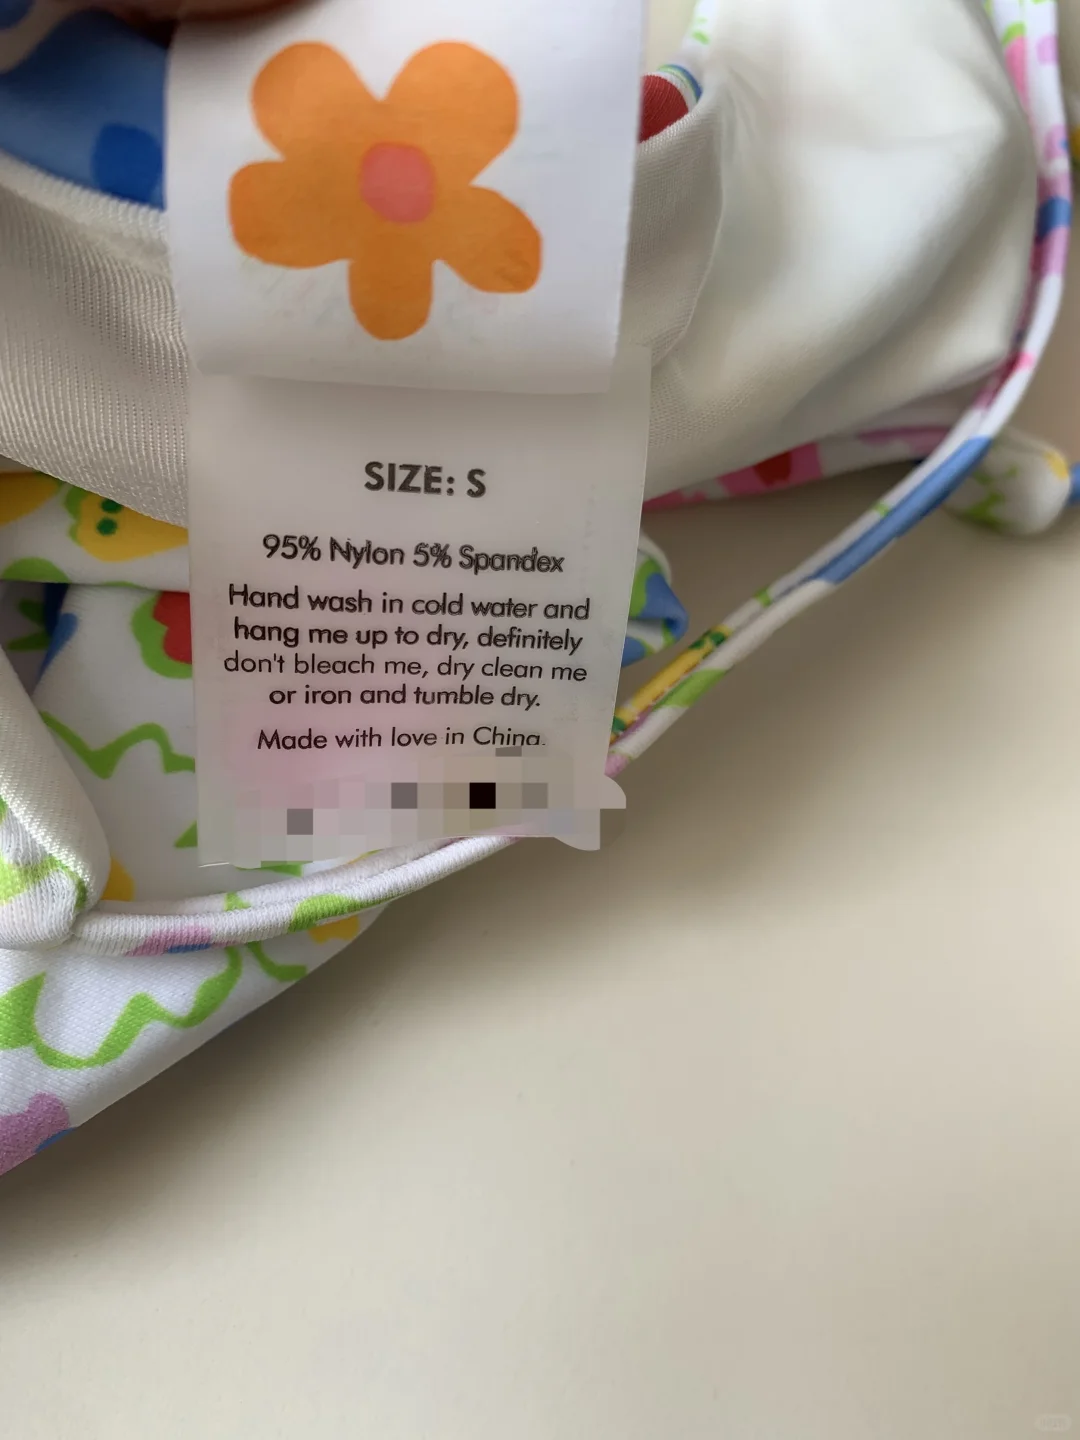 SIZE: S
95% Nylon 5% Spandex
Hand wash in cold water and
hang me up to dry, definitely
don't bleach me, dry clean me
or iron and tumble dry.
Made with love in China.